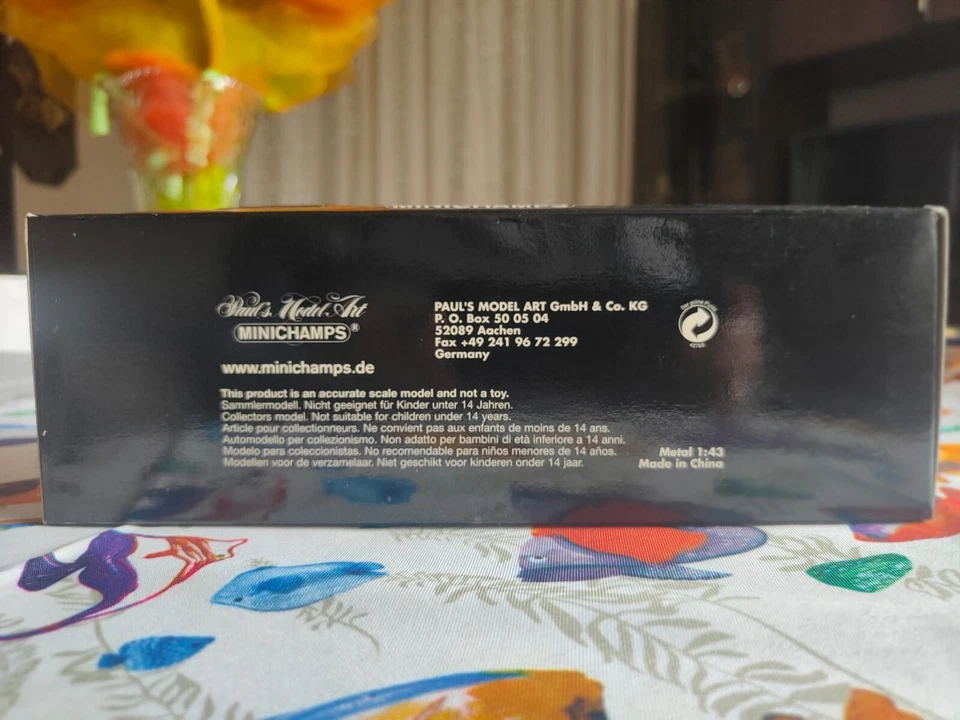 MINICHAMPS
Paul's Model Art
MINICHAMPS®
www.minichamps.de
PAUL'S MODEL ART GmbH & Co. KG
P. O. Box 50 05 04
52089 Aachen
Fax +49 241 96 72 299
Germany
Der Grüne Punkt
This product is an accurate scale model and not a toy.
Sammlermodell. Nicht geeignet für Kinder unter 14 Jahren.
Collectors model. Not suitable for children under 14 years.
Article pour collectionneurs. Ne convient pas aux enfants de moins de 14 ans.
Automodello per collezionismo. Non adatto per bambini di età inferiore a 14 anni.
Modelo para coleccionistas. No recomendable para niños menores de 14 años.
Modellen voor de verzamelaar. Niet geschikt voor kinderen onder 14 jaar.
Metal 1:43
Made in China